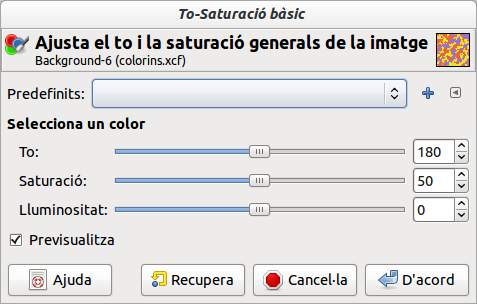 To-Saturació bàsic
Ajusta el to i la saturació generals de la imatge
Background-6 (colorins.xcf)
Predefinits:
Selecciona un color
To: 180
Saturació: 50
Lluminositat: 0
Previsualitza
Ajuda Recupera Cancel·la D'acord